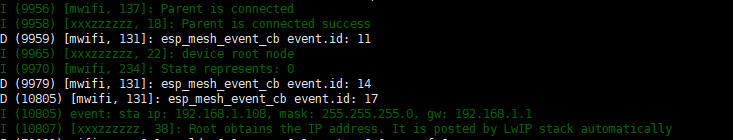 I (9956) [mwifi, 137]: Parent is connected
I (9958) [xxxzzzzzz, 18]: Parent is connected success
D (9959) [mwifi, 131]: esp_mesh_event_cb event.id: 11
I (9965) [xxxzzzzzz, 22]: device root node
I (9970) [mwifi, 234]: State represents: 0
D (9979) [mwifi, 131]: esp_mesh_event_cb event.id: 14
D (10805) [mwifi, 131]: esp_mesh_event_cb event.id: 17
I (10805) event: sta ip: 192.168.1.108, mask: 255.255.255.0, gw: 192.168.1.1
I (10807) [xxxzzzzzz, 38]: Root obtains the IP address. It is posted by LwIP stack automatically